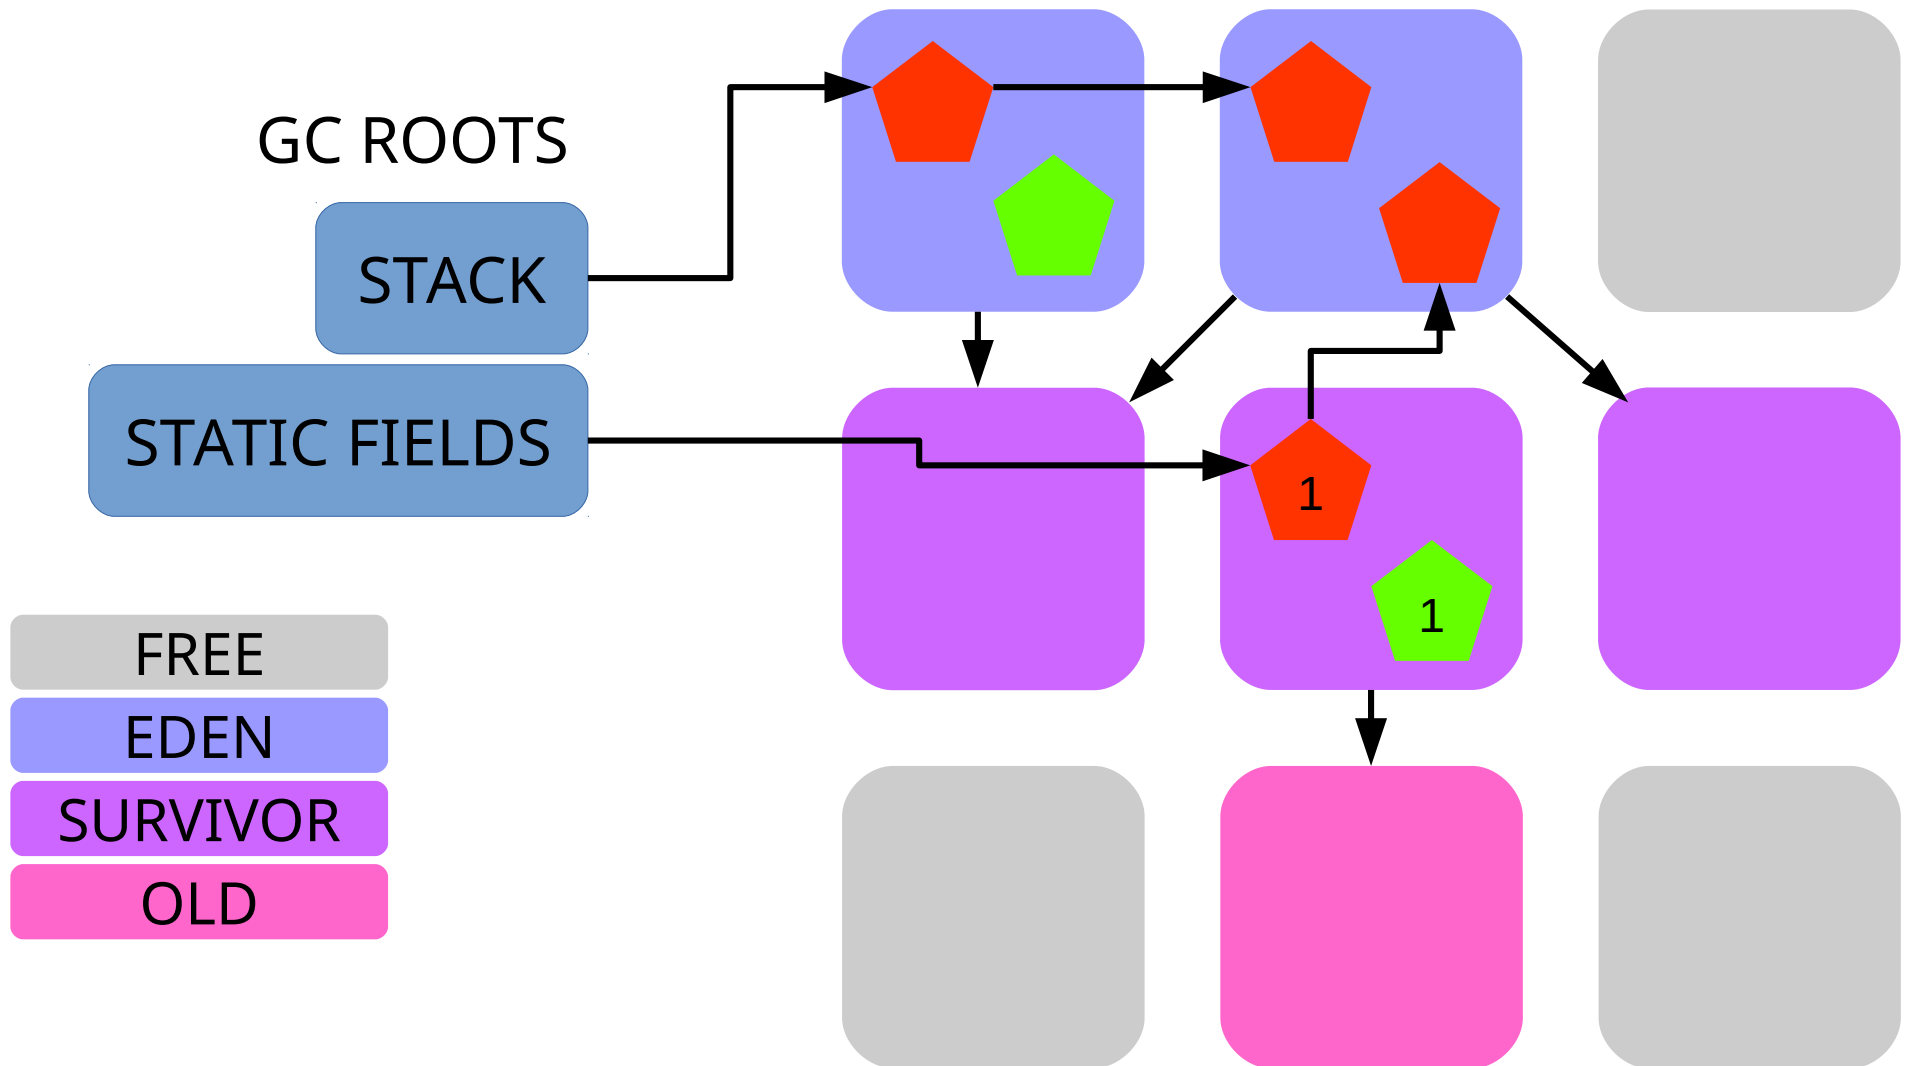 GC ROOTS
STACK
STATIC FIELDS
1
1
FREE
EDEN
SURVIVOR
OLD